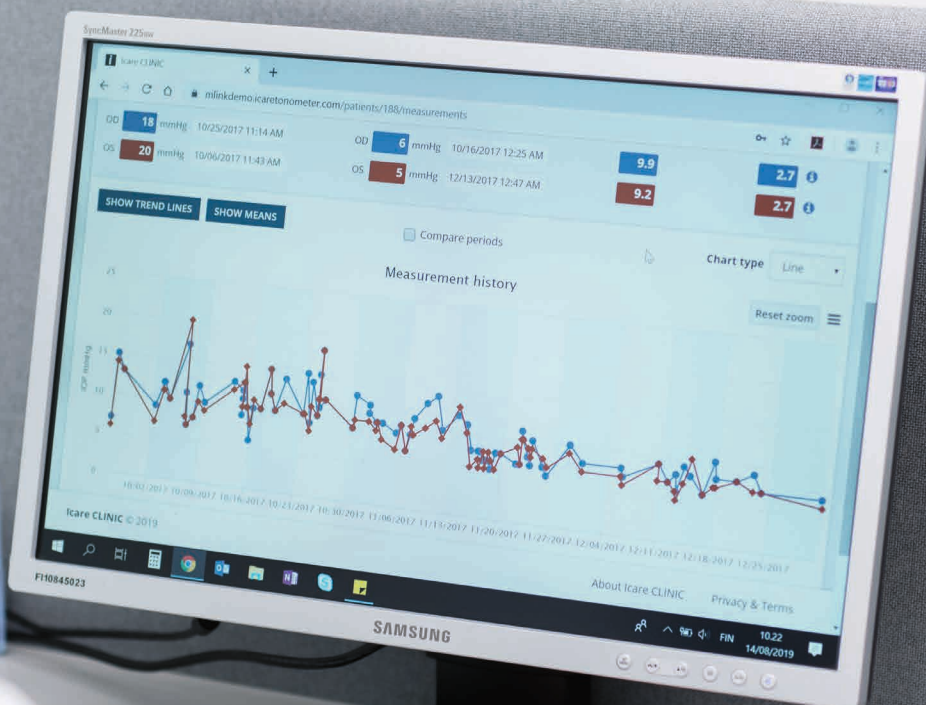 SyncMaster 225BW
Icare CLINIC × +
mlinkdemo.icaretonometer.com/patients/188/measurements
OD 18 mmHg 10/25/2017 11:14 AM OD 6 mmHg 10/16/2017 12:25 AM 9.9 2.7
OS 20 mmHg 10/06/2017 11:43 AM OS 5 mmHg 12/13/2017 12:47 AM 9.2 2.7
SHOW TREND LINES SHOW MEANS
Compare periods
Chart type Line
Measurement history
Reset zoom
25
20
15
10
5
0
IOP mmHg
10/02/2017 10/09/2017 10/16/2017 10/23/2017 10/30/2017 11/06/2017 11/13/2017 11/20/2017 11/27/2017 12/04/2017 12/11/2017 12/18/2017 12/25/2017
Icare CLINIC © 2019
About Icare CLINIC Privacy & Terms
FIN 10.22
14/08/2019
FI10845023
SAMSUNG